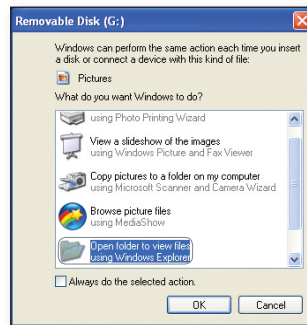 Removable Disk (G:)
Windows can perform the same action each time you insert
a disk or connect a device with this kind of file:
Pictures
What do you want Windows to do?
using Photo Printing Wizard
View a slideshow of the images
using Windows Picture and Fax Viewer
Copy pictures to a folder on my computer
using Microsoft Scanner and Camera Wizard
Browse picture files
using MediaShow
Open folder to view files
using Windows Explorer
Always do the selected action.
OK
Cancel